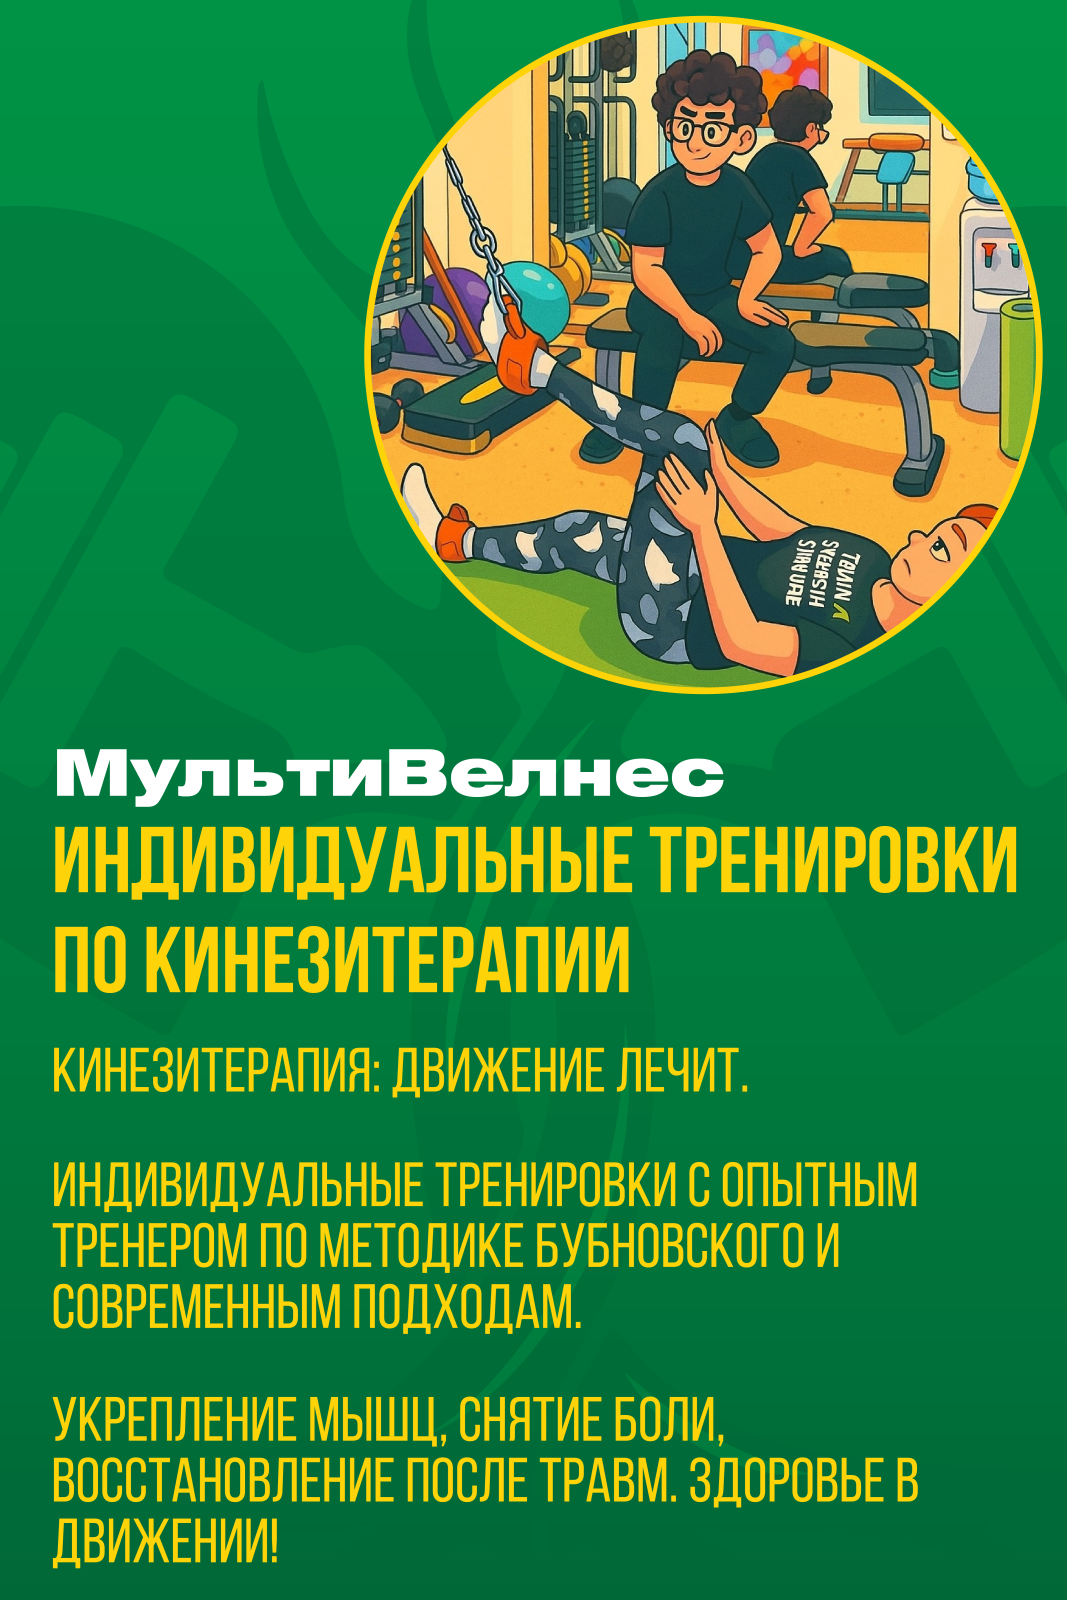 МультиВелнес
ИНДИВИДУАЛЬНЫЕ ТРЕНИРОВКИ
ПО КИНЕЗИТЕРАПИИ
КИНЕЗИТЕРАПИЯ: ДВИЖЕНИЕ ЛЕЧИТ.
ИНДИВИДУАЛЬНЫЕ ТРЕНИРОВКИ С ОПЫТНЫМ
ТРЕНЕРОМ ПО МЕТОДИКЕ БУБНОВСКОГО И
СОВРЕМЕННЫМ ПОДХОДАМ.
УКРЕПЛЕНИЕ МЫШЦ, СНЯТИЕ БОЛИ,
ВОССТАНОВЛЕНИЕ ПОСЛЕ ТРАВМ. ЗДОРОВЬЕ В
ДВИЖЕНИИ!